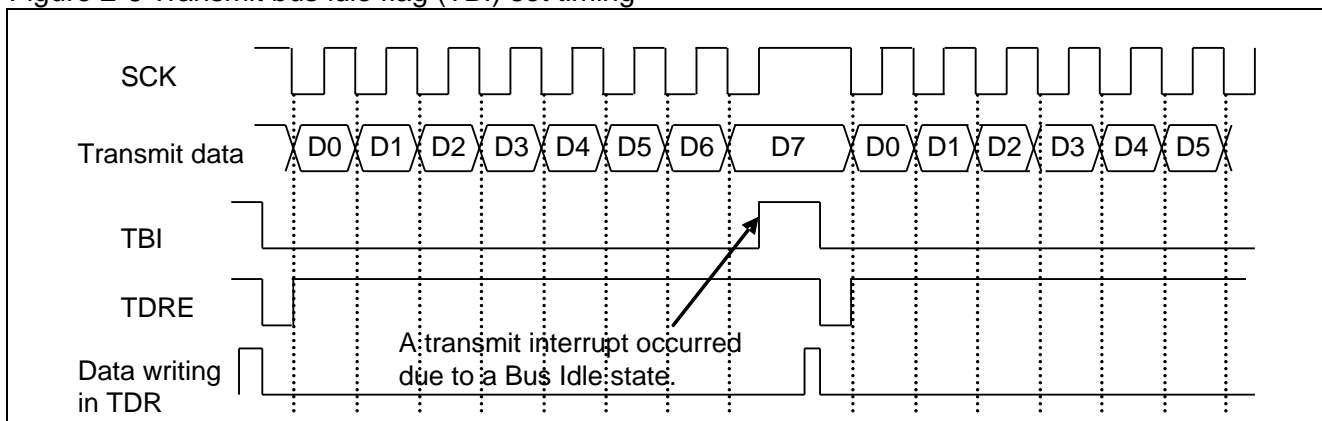 Figure 2-6 Transmit bus idle flag (TBI) set timing
SCK
Transmit data
D0 D1 D2 D3 D4 D5 D6 D7 D0 D1 D2 D3 D4 D5
TBI
TDRE
A transmit interrupt occurred
due to a Bus Idle state.
Data writing
in TDR